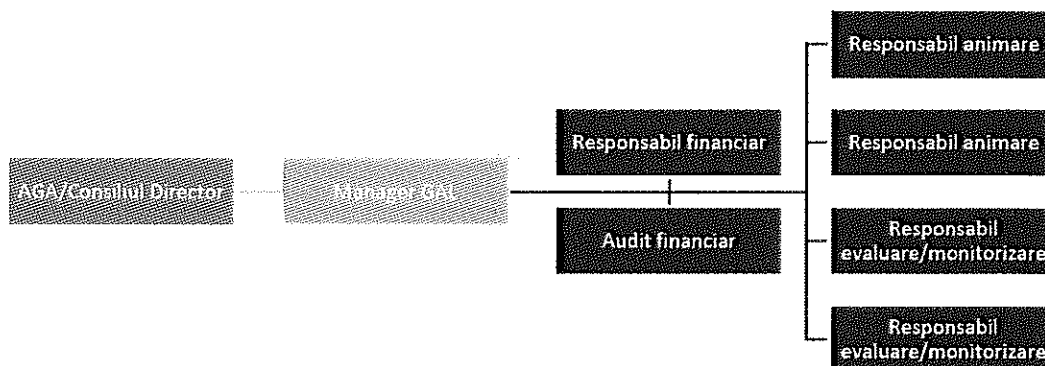 AGA/Consiliul Director
Manager GAL
Responsabil financiar
Audit financiar
Responsabil animare
Responsabil animare
Responsabil
evaluare/monitorizare
Responsabil
evaluare/monitorizare